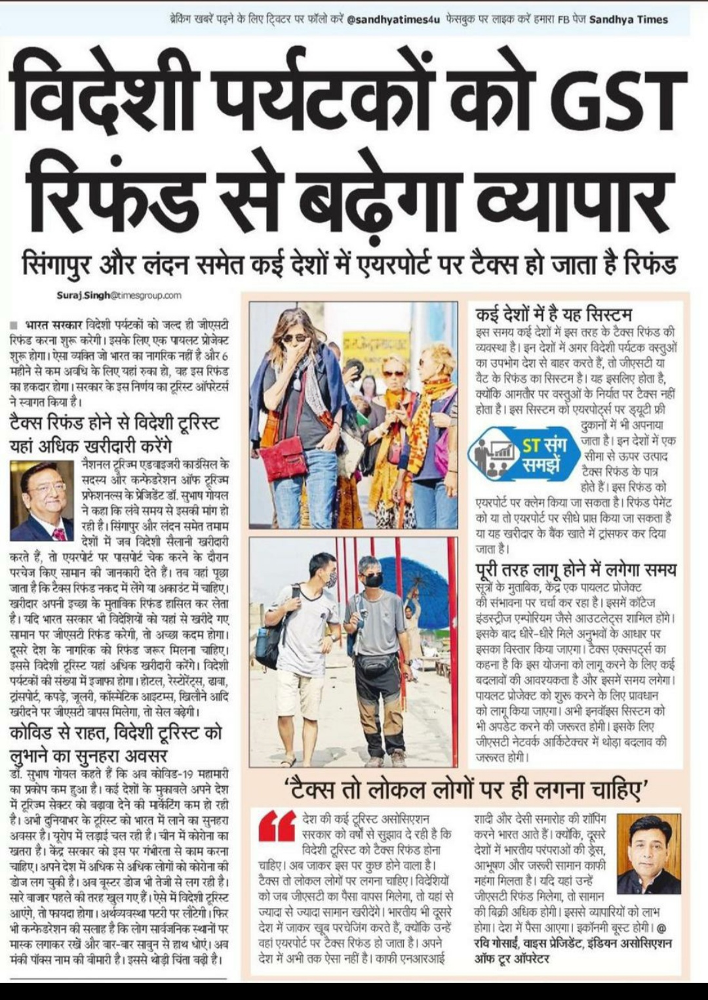 ब्रेकिंग खबरें पढ़ने के लिए ट्विटर पर फॉलो करें @sandhyatimes4u फेसबुक पर लाइक करें हमारा FB पेज Sandhya Times
विदेशी पर्यटकों को GST
रिफंड से बढ़ेगा व्यापार
सिंगापुर और लंदन समेत कई देशों में एयरपोर्ट पर टैक्स हो जाता है रिफंड
Suraj.Singh@timesgroup.com
भारत सरकार विदेशी पर्यटकों को जल्द ही जीएसटी
रिफंड करना शुरू करेगी। इसके लिए एक पायलट प्रोजेक्ट
शुरू होगा। ऐसा व्यक्ति जो भारत का नागरिक नहीं है और 6
महीने से कम अवधि के लिए यहां रुका हो, वह इस रिफंड
का हकदार होगा। सरकार के इस निर्णय का टूरिस्ट ऑपरेटर्स
ने स्वागत किया है।
टैक्स रिफंड होने से विदेशी टूरिस्ट
यहां अधिक खरीदारी करेंगे
नैशनल टूरिज्म एडवाइजरी काउंसिल के
सदस्य और कन्फेडरेशन ऑफ टूरिज्म
प्रफेशनल्स के प्रेजिडेंट डॉ. सुभाष गोयल
ने कहा कि लंबे समय से इसकी मांग हो
रही है। सिंगापुर और लंदन समेत तमाम
देशों में जब विदेशी सैलानी खरीदारी
करते हैं, तो एयरपोर्ट पर पासपोर्ट चेक करने के दौरान
परचेज किए सामान की जानकारी देते हैं। तब वहां पूछा
जाता है कि टैक्स रिफंड नकद में लेंगे या अकाउंट में चाहिए।
खरीदार अपनी इच्छा के मुताबिक रिफंड हासिल कर लेता
है। यदि भारत सरकार भी विदेशियों को यहां से खरीदे गए
सामान पर जीएसटी रिफंड करेगी, तो अच्छा कदम होगा।
दूसरे देश के नागरिक को रिफंड जरूर मिलना चाहिए।
इससे विदेशी टूरिस्ट यहां अधिक खरीदारी करेंगे। विदेशी
पर्यटकों की संख्या में इजाफा होगा। होटल, रेस्टोरेंट्स, ढाबा,
ट्रांसपोर्ट, कपड़े, जूलरी, कॉस्मेटिक आइटम्स, खिलौने आदि
खरीदने पर जीएसटी वापस मिलेगा, तो सेल बढ़ेगी।
कोविड से राहत, विदेशी टूरिस्ट को
लुभाने का सुनहरा अवसर
डॉ. सुभाष गोयल कहते हैं कि अब कोविड-19 महामारी
का प्रकोप कम हुआ है। कई देशों के मुकाबले अपने देश
में टूरिज्म सेक्टर को बढ़ावा देने की मार्केटिंग कम हो रही
है। अभी दुनियाभर के टूरिस्ट को भारत में लाने का सुनहरा
अवसर है। यूरोप में लड़ाई चल रही है। चीन में कोरोना का
खतरा है। केंद्र सरकार को इस पर गंभीरता से काम करना
चाहिए। अपने देश में अधिक से अधिक लोगों को कोरोना की
डोज लग चुकी है। अब बूस्टर डोज भी तेजी से लग रही है।
सारे बाजार पहले की तरह खुल गए हैं। ऐसे में विदेशी टूरिस्ट
आएंगे, तो फायदा होगा। अर्थव्यवस्था पटरी पर लौटेगी। फिर
भी कन्फेडरेशन की सलाह है कि लोग सार्वजनिक स्थानों पर
मास्क लगाकर रखें और बार-बार साबुन से हाथ धोएं। अब
मंकी पॉक्स नाम की बीमारी है। इससे थोड़ी चिंता बढ़ी है।
कई देशों में है यह सिस्टम
इस समय कई देशों में इस तरह के टैक्स रिफंड की
व्यवस्था है। इन देशों में अगर विदेशी पर्यटक वस्तुओं
का उपभोग देश से बाहर करते हैं, तो जीएसटी या
वैट के रिफंड का सिस्टम है। यह इसलिए होता है,
क्योंकि आमतौर पर वस्तुओं के निर्यात पर टैक्स नहीं
होता है। इस सिस्टम को एयरपोर्ट्स पर ड्यूटी फ्री
दुकानों में भी अपनाया
जाता है। इन देशों में एक
सीमा से ऊपर उत्पाद
टैक्स रिफंड के पात्र
होते हैं। इस रिफंड को
ST संग
समझें
एयरपोर्ट पर क्लेम किया जा सकता है। रिफंड पेमेंट
को या तो एयरपोर्ट पर सीधे प्राप्त किया जा सकता है
या यह खरीदार के बैंक खाते में ट्रांसफर कर दिया
जाता है।
पूरी तरह लागू होने में लगेगा समय
सूत्रों के मुताबिक, केंद्र एक पायलट प्रोजेक्ट
की संभावना पर चर्चा कर रहा है। इसमें कॉटेज
इंडस्ट्रीज एम्पोरियम जैसे आउटलेट्स शामिल होंगे।
इसके बाद धीरे-धीरे मिले अनुभवों के आधार पर
इसका विस्तार किया जाएगा। टैक्स एक्सपर्ट्स का
कहना है कि इस योजना को लागू करने के लिए कई
बदलावों की आवश्यकता है और इसमें समय लगेगा।
पायलट प्रोजेक्ट को शुरू करने के लिए प्रावधान
को लागू किया जाएगा। अभी इनवॉइस सिस्टम को
भी अपडेट करने की जरूरत होगी। इसके लिए
जीएसटी नेटवर्क आर्किटेक्चर में थोड़ा बदलाव की
जरूरत होगी।
‘टैक्स तो लोकल लोगों पर ही लगना चाहिए’
देश की कई टूरिस्ट असोसिएशन
सरकार को वर्षों से सुझाव दे रही है कि
विदेशी टूरिस्ट को टैक्स रिफंड होना
चाहिए। अब जाकर इस पर कुछ होने वाला है।
टैक्स तो लोकल लोगों पर लगना चाहिए। विदेशियों
को जब जीएसटी का पैसा वापस मिलेगा, तो यहां से
ज्यादा से ज्यादा सामान खरीदेंगे। भारतीय भी दूसरे
देश में जाकर खूब परचेजिंग करते हैं, क्योंकि उन्हें
वहां एयरपोर्ट पर टैक्स रिफंड हो जाता है। अपने
देश में अभी तक ऐसा नहीं है। काफी एनआरआई
शादी और देसी समारोह की शॉपिंग
करने भारत आते हैं। क्योंकि, दूसरे
देशों में भारतीय परंपराओं की ड्रेस,
आभूषण और जरूरी सामान काफी
महंगा मिलता है। यदि यहां उन्हें
जीएसटी रिफंड मिलेगा, तो सामान
की बिक्री अधिक होगी। इससे व्यापारियों को लाभ
होगा। देश में पैसा आएगा। इकॉनमी बूस्ट होगी। @
रवि गोसाईं, वाइस प्रेजिडेंट, इंडियन असोसिएशन
ऑफ टूर ऑपरेटर